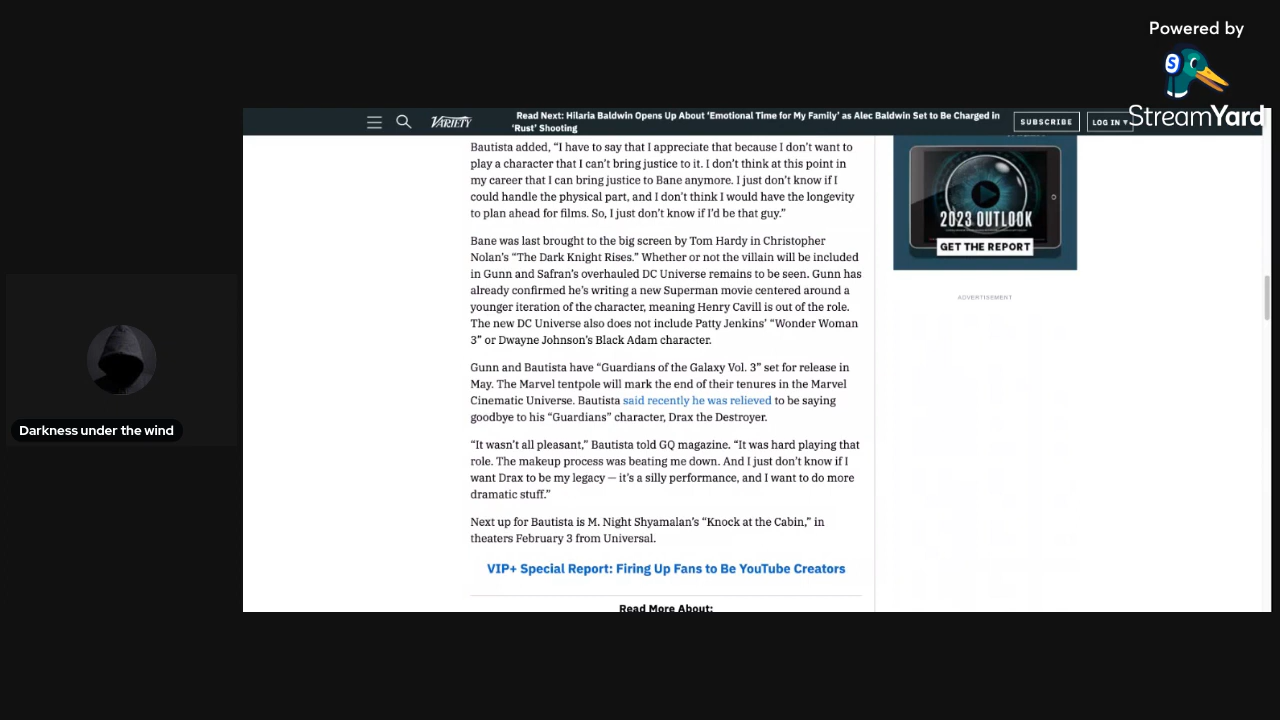 Powered by
S
StreamYard
Read Next: Hilaria Baldwin Opens Up About ‘Emotional Time for My Family’ as Alec Baldwin Set to Be Charged in
‘Rust’ Shooting
VARIETY
SUBSCRIBE
LOG IN ▾
Bautista added, “I have to say that I appreciate that because I don’t want to
play a character that I can’t bring justice to it. I don’t think at this point in
my career that I can bring justice to Bane anymore. I just don’t know if I
could handle the physical part, and I don’t think I would have the longevity
to plan ahead for films. So, I just don’t know if I’d be that guy.”
Bane was last brought to the big screen by Tom Hardy in Christopher
Nolan’s “The Dark Knight Rises.” Whether or not the villain will be included
in Gunn and Safran’s overhauled DC Universe remains to be seen. Gunn has
already confirmed he’s writing a new Superman movie centered around a
younger iteration of the character, meaning Henry Cavill is out of the role.
The new DC Universe also does not include Patty Jenkins’ “Wonder Woman
3” or Dwayne Johnson’s Black Adam character.
Gunn and Bautista have “Guardians of the Galaxy Vol. 3” set for release in
May. The Marvel tentpole will mark the end of their tenures in the Marvel
Cinematic Universe. Bautista said recently he was relieved to be saying
goodbye to his “Guardians” character, Drax the Destroyer.
“It wasn’t all pleasant,” Bautista told GQ magazine. “It was hard playing that
role. The makeup process was beating me down. And I just don’t know if I
want Drax to be my legacy — it’s a silly performance, and I want to do more
dramatic stuff.”
Next up for Bautista is M. Night Shyamalan’s “Knock at the Cabin,” in
theaters February 3 from Universal.
VIP+ Special Report: Firing Up Fans to Be YouTube Creators
Read More About:
2023 OUTLOOK
GET THE REPORT
ADVERTISEMENT
Darkness under the wind